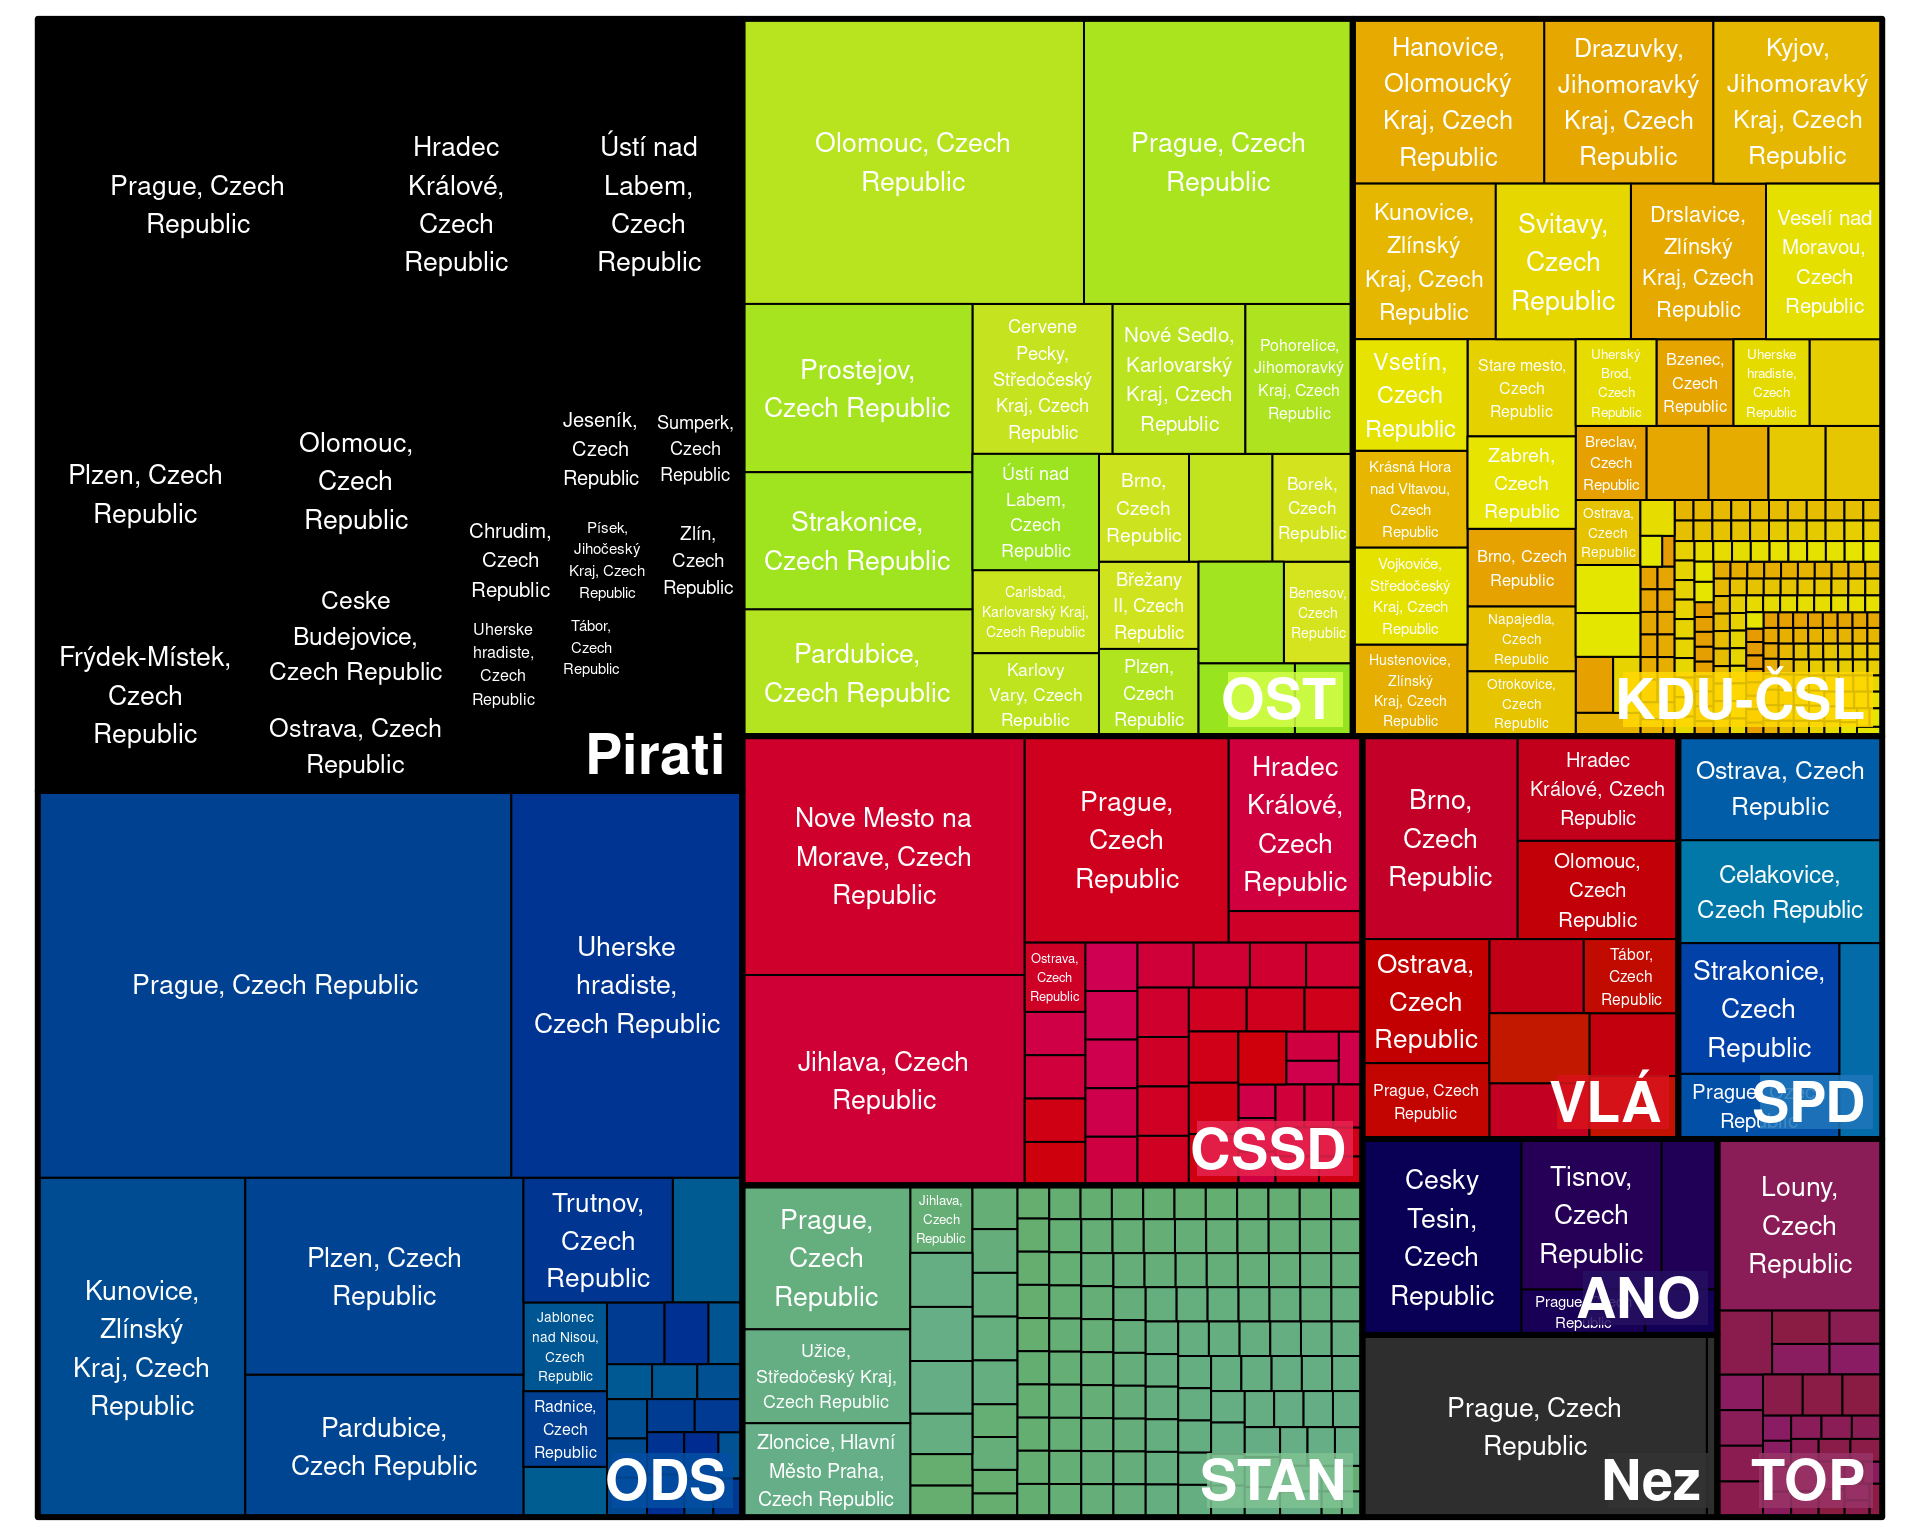 Prague, Czech
Republic
Hradec
Králové,
Czech
Republic
Ústí nad
Labem,
Czech
Republic
Plzen, Czech
Republic
Olomouc,
Czech
Republic
Jeseník,
Czech
Republic
Sumperk,
Czech
Republic
Chrudim,
Czech
Republic
Písek,
Jihočeský
Kraj, Czech
Republic
Zlín,
Czech
Republic
Frýdek-Místek,
Czech
Republic
Ceske
Budejovice,
Czech Republic
Uherske
hradiste,
Czech
Republic
Tábor,
Czech
Republic
Ostrava, Czech
Republic
Pirati
Olomouc, Czech
Republic
Prague, Czech
Republic
Prostejov,
Czech Republic
Cervene
Pecky,
Středočeský
Kraj, Czech
Republic
Nové Sedlo,
Karlovarský
Kraj, Czech
Republic
Pohorelice,
Jihomoravký
Kraj, Czech
Republic
Strakonice,
Czech Republic
Ústí nad
Labem,
Czech
Republic
Brno,
Czech
Republic
Borek,
Czech
Republic
Pardubice,
Czech Republic
Carlsbad,
Karlovarský Kraj,
Czech Republic
Břežany
II, Czech
Republic
Benesov,
Czech
Republic
Karlovy
Vary, Czech
Republic
Plzen,
Czech
Republic
OST
Hanovice,
Olomoucký
Kraj, Czech
Republic
Drazuvky,
Jihomoravký
Kraj, Czech
Republic
Kyjov,
Jihomoravký
Kraj, Czech
Republic
Kunovice,
Zlínský
Kraj, Czech
Republic
Svitavy,
Czech
Republic
Drslavice,
Zlínský
Kraj, Czech
Republic
Veselí nad
Moravou,
Czech
Republic
Vsetín,
Czech
Republic
Stare mesto,
Czech
Republic
Uherský
Brod,
Czech
Republic
Bzenec,
Czech
Republic
Uherske
hradiste,
Czech
Republic
Krásná Hora
nad Vltavou,
Czech
Republic
Zabreh,
Czech
Republic
Breclav,
Czech
Republic
Ostrava,
Czech
Republic
Vojkovice,
Středočeský
Kraj, Czech
Republic
Brno, Czech
Republic
Hustenovice,
Zlínský
Kraj, Czech
Republic
Napajedla,
Czech
Republic
Otrokovice,
Czech
Republic
KDU-ČSL
Prague, Czech Republic
Uherske
hradiste,
Czech Republic
Kunovice,
Zlínský
Kraj, Czech
Republic
Plzen, Czech
Republic
Pardubice,
Czech Republic
Trutnov,
Czech
Republic
Jablonec
nad Nisou,
Czech
Republic
Radnice,
Czech
Republic
ODS
Nove Mesto na
Morave, Czech
Republic
Prague,
Czech
Republic
Hradec
Králové,
Czech
Republic
Jihlava, Czech
Republic
Ostrava,
Czech
Republic
CSSD
Brno,
Czech
Republic
Hradec
Králové, Czech
Republic
Olomouc,
Czech
Republic
Ostrava,
Czech
Republic
Tábor,
Czech
Republic
Prague, Czech
Republic
VLÁ
Ostrava, Czech
Republic
Celakovice,
Czech Republic
Strakonice,
Czech
Republic
Prague
Republic
SPD
Prague,
Czech
Republic
Jihlava,
Czech
Republic
Užice,
Středočeský Kraj,
Czech Republic
Zloncice, Hlavní
Město Praha,
Czech Republic
STAN
Cesky
Tesin,
Czech
Republic
Tisnov,
Czech
Republic
Prague
Republic
ANO
Louny,
Czech
Republic
TOP
Prague, Czech
Republic
Nez